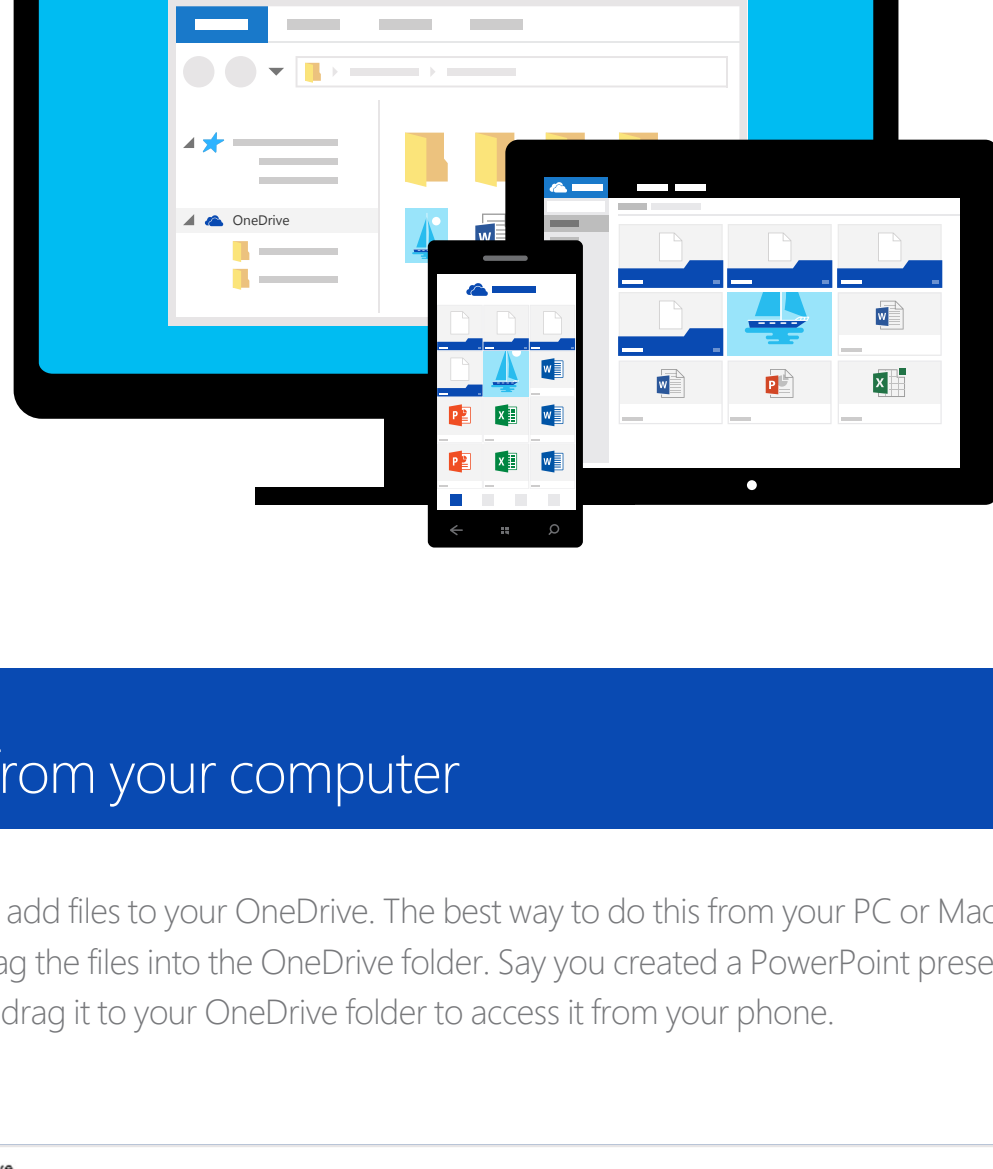 OneDrive
from your computer
add files to your OneDrive. The best way to do this from your PC or Mac
the files into the OneDrive folder. Say you created a PowerPoint
drag it to your OneDrive folder to access it from your phone.